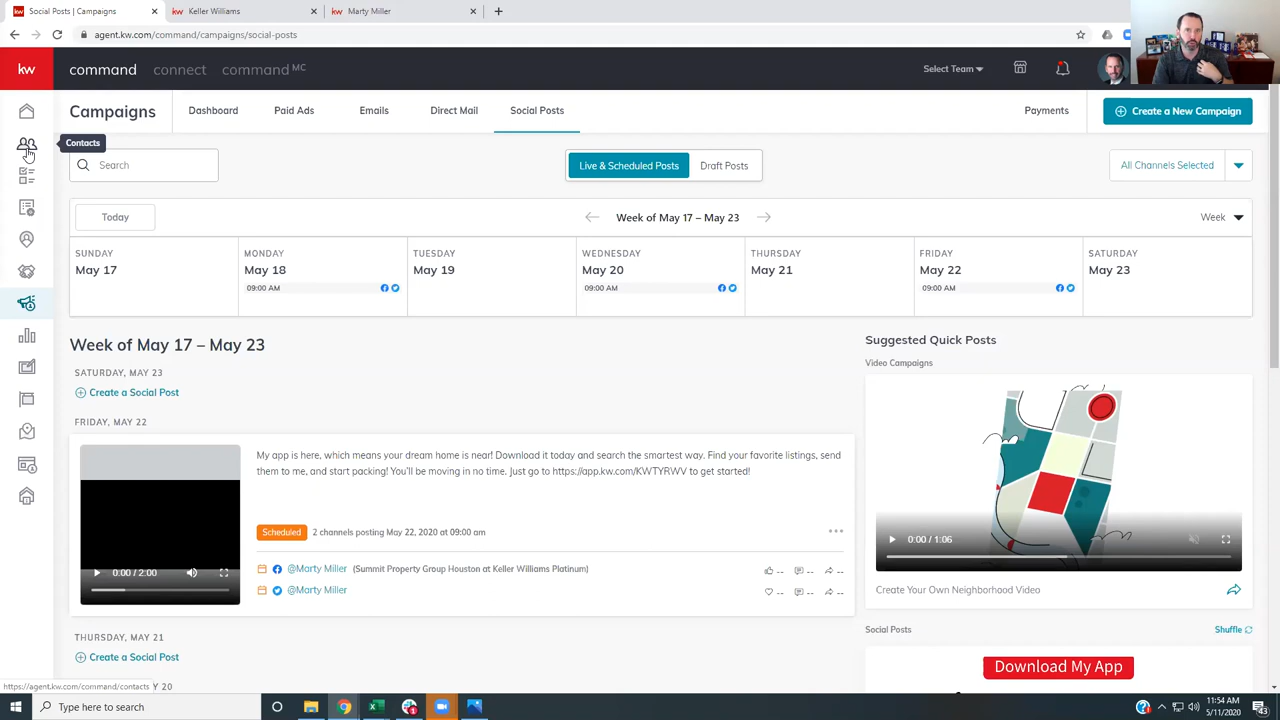 Social Posts | Campaigns
Keller Williams
Marty Miller
agent.kw.com/command/campaigns/social-posts
kw
command
connect
command MC
Select Team
Campaigns
Dashboard
Paid Ads
Emails
Direct Mail
Social Posts
Payments
Create a New Campaign
Contacts
Search
Live & Scheduled Posts
Draft Posts
All Channels Selected
Today
Week of May 17 – May 23
Week
SUNDAY
May 17
MONDAY
May 18
09:00 AM
TUESDAY
May 19
WEDNESDAY
May 20
09:00 AM
THURSDAY
May 21
FRIDAY
May 22
09:00 AM
SATURDAY
May 23
Week of May 17 – May 23
SATURDAY, MAY 23
Create a Social Post
FRIDAY, MAY 22
My app is here, which means your dream home is near! Download it today and search the smartest way. Find your favorite listings, send
them to me, and start packing! You'll be moving in no time. Just go to https://app.kw.com/KWTYRWV to get started!
Scheduled
2 channels posting May 22, 2020 at 09:00 am
@Marty Miller (Summit Property Group Houston at Keller Williams Platinum)
--
--
--
@Marty Miller
--
--
--
0:00 / 2:00
THURSDAY, MAY 21
Create a Social Post
Suggested Quick Posts
Video Campaigns
0:00 / 1:06
Create Your Own Neighborhood Video
Social Posts
Shuffle
Download My App
https://agent.kw.com/command/contacts
Y 20
Type here to search
11:54 AM
5/11/2020
43